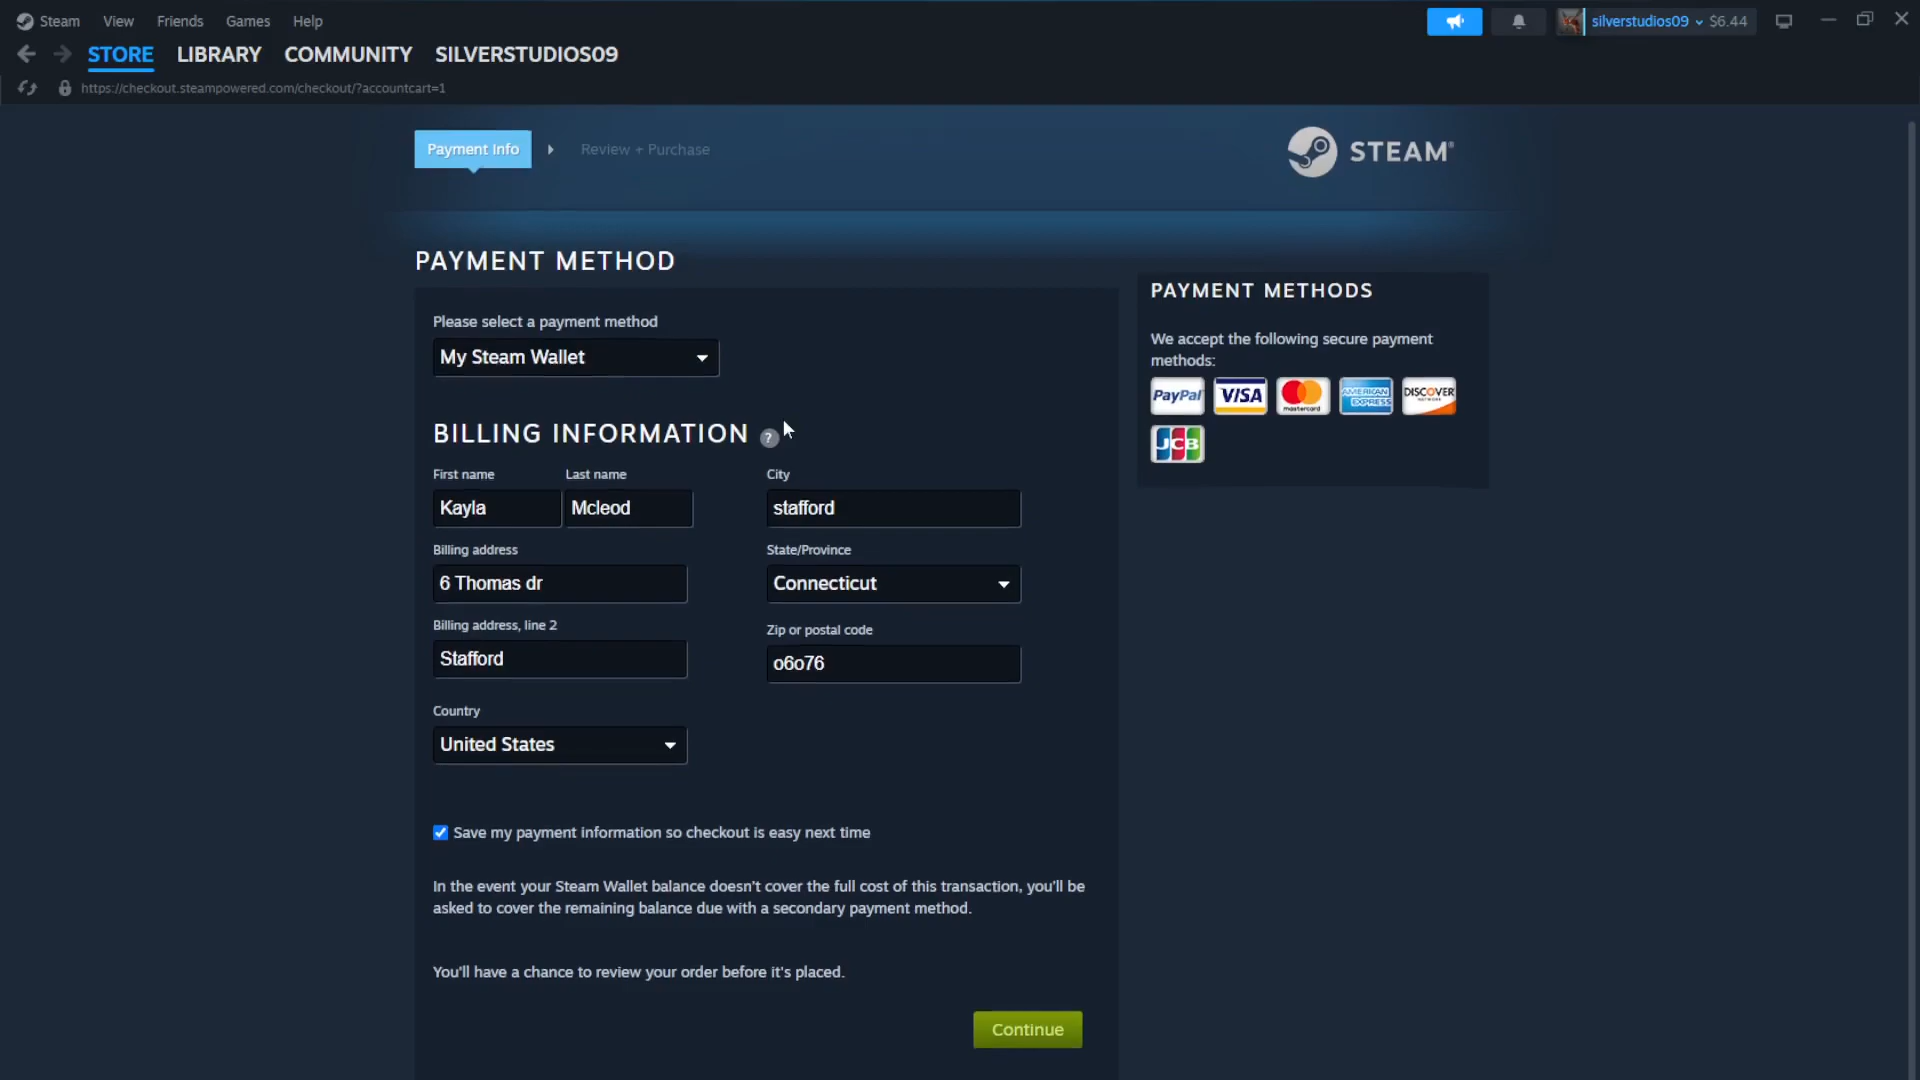 Steam View Friends Games Help
silverstudios09 $6.44
STORE LIBRARY COMMUNITY SILVERSTUDIOS09
https://checkout.steampowered.com/checkout/?accountcart=1
Payment Info Review + Purchase
STEAM®
PAYMENT METHOD
Please select a payment method
My Steam Wallet
BILLING INFORMATION ?
First name Last name City
Kayla Mcleod stafford
Billing address State/Province
6 Thomas dr Connecticut
Billing address, line 2 Zip or postal code
Stafford o6o76
Country
United States
Save my payment information so checkout is easy next time
In the event your Steam Wallet balance doesn't cover the full cost of this transaction, you'll be
asked to cover the remaining balance due with a secondary payment method.
You'll have a chance to review your order before it's placed.
Continue
PAYMENT METHODS
We accept the following secure payment
methods:
PayPal VISA mastercard AMERICAN EXPRESS DISCOVER NETWORK
JCB